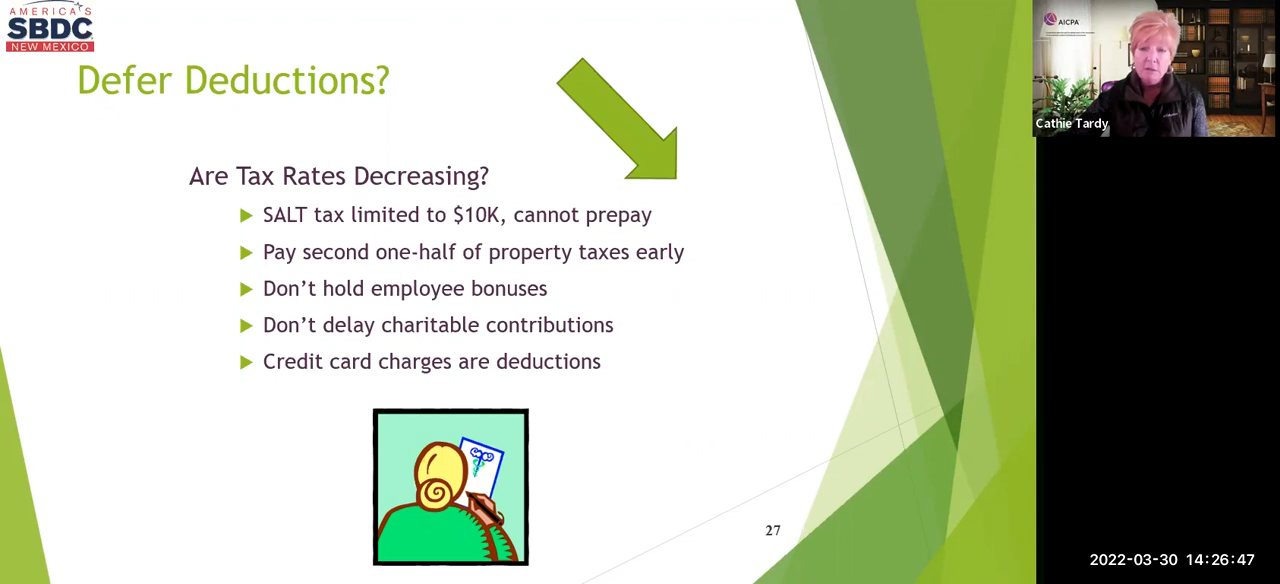 AMERICA'S
SBDC
NEW MEXICO
Defer Deductions?
Are Tax Rates Decreasing?
SALT tax limited to $10K, cannot prepay
Pay second one-half of property taxes early
Don't hold employee bonuses
Don't delay charitable contributions
Credit card charges are deductions
27
AICPA
Cathie Tardy
2022-03-30 14:26:47